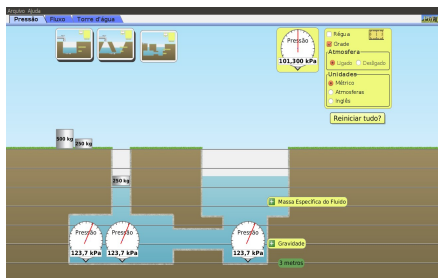 Arquivo Ajuda
Pressão Fluxo Torre d'água
Pressão
101,300 kPa
Régua
Grade
Atmosfera
Ligado Desligado
Unidades
Métrico
Atmosferas
Inglês
Reiniciar tudo?
500 kg
250 kg
250 kg
Massa Específica do Fluido
Pressão Pressão Pressão
123,7 kPa 123,7 kPa 123,7 kPa
Gravidade
3 metros